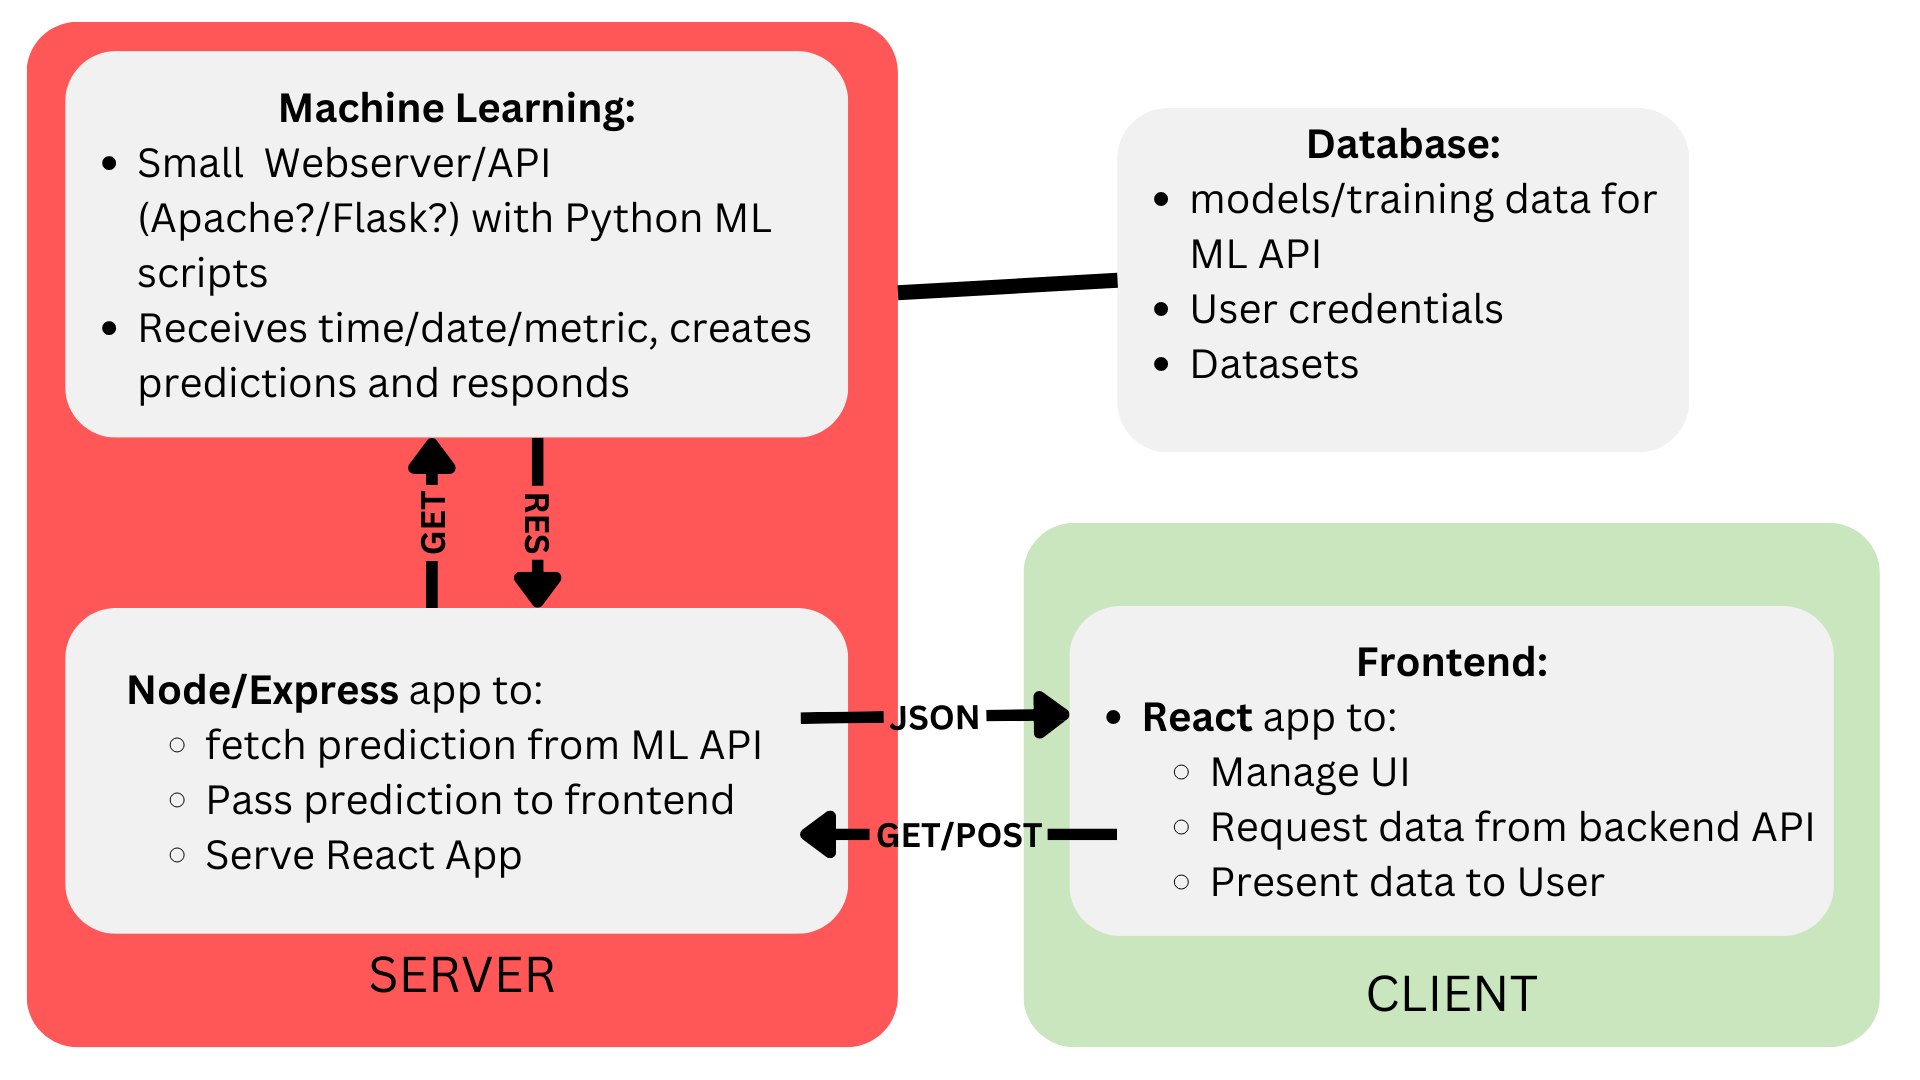 Machine Learning:
• Small  Webserver/API
(Apache?/Flask?) with Python ML
scripts
• Receives time/date/metric, creates
predictions and responds
GET
RES
Node/Express app to:
◦ fetch prediction from ML API
◦ Pass prediction to frontend
◦ Serve React App
SERVER
Database:
• models/training data for
ML API
• User credentials
• Datasets
JSON
GET/POST
Frontend:
• React app to:
◦ Manage UI
◦ Request data from backend API
◦ Present data to User
CLIENT